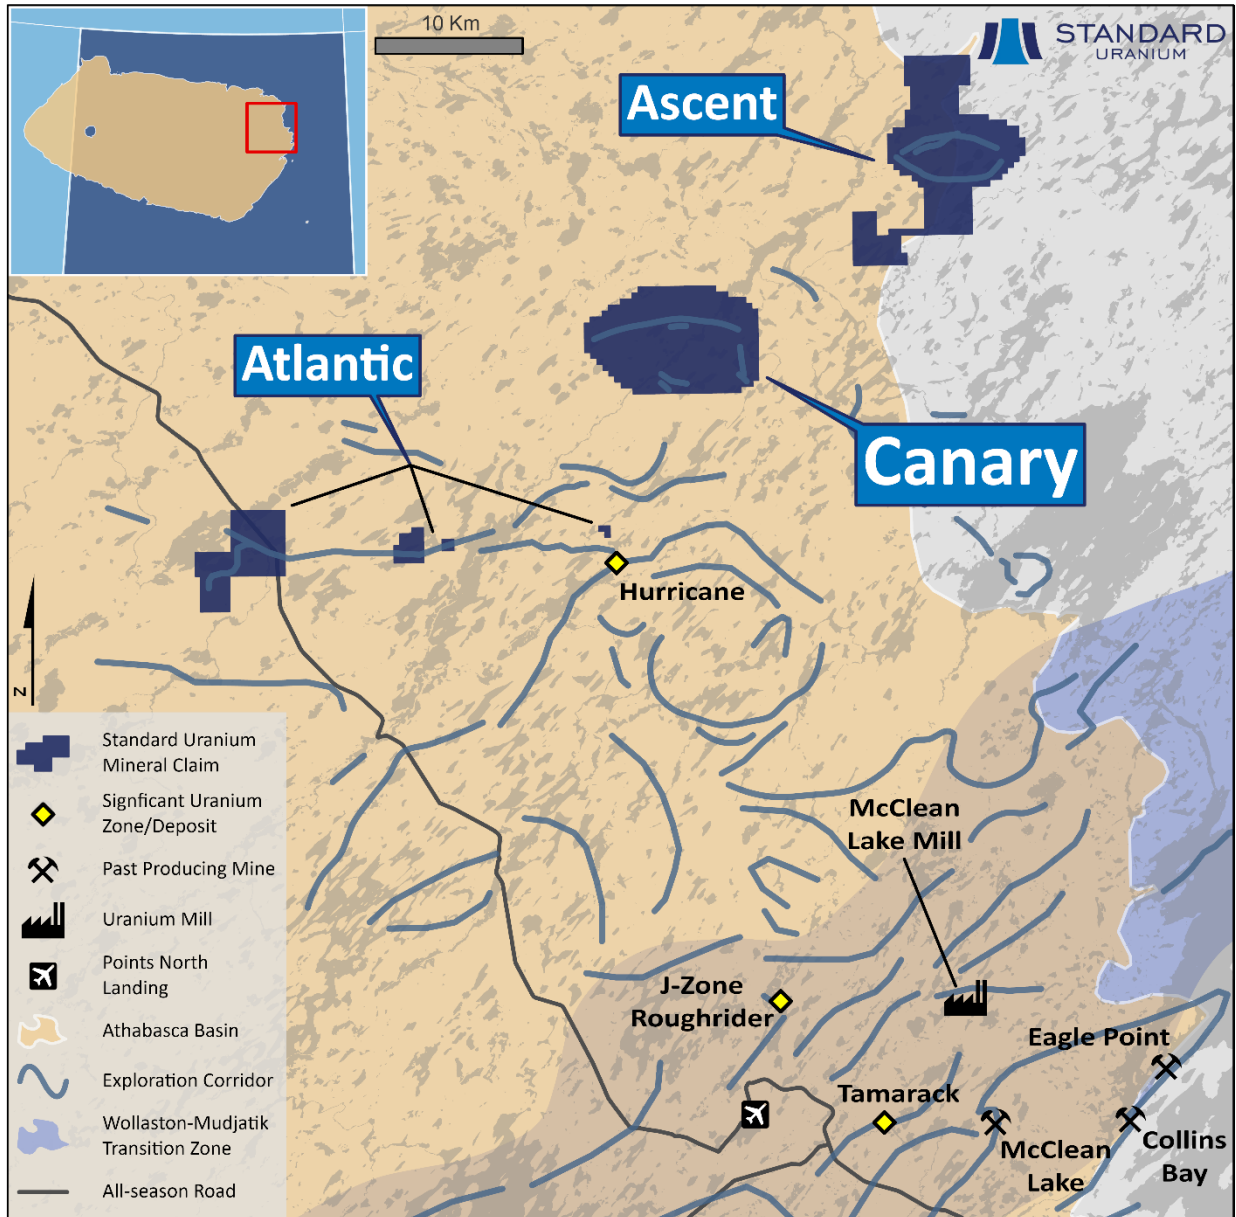 10 Km
STANDARD
URANIUM
Ascent
Atlantic
Canary
Hurricane
N
Standard Uranium
Mineral Claim
Signficant Uranium
Zone/Deposit
Past Producing Mine
Uranium Mill
Points North
Landing
Athabasca Basin
Exploration Corridor
Wollaston-Mudjatik
Transition Zone
All-season Road
McClean
Lake Mill
J-Zone
Roughrider
Eagle Point
Tamarack
McClean
Lake
Collins
Bay